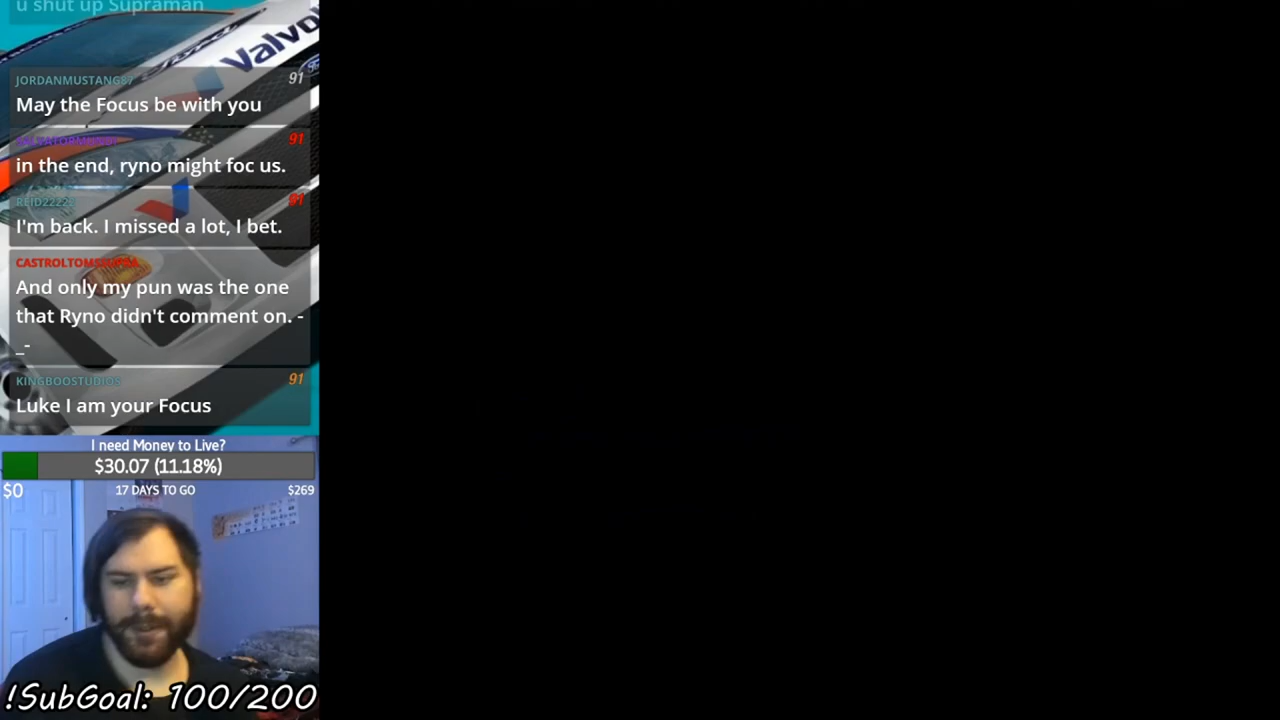 u shut up Supraman
Valvo
Ford
JORDANMUSTANG87
91
May the Focus be with you
91
in the end, ryno might foc us.
91
I'm back. I missed a lot, I bet.
And only my pun was the one
that Ryno didn't comment on. -
_-
KINGBOOSTUDIOS
91
Luke I am your Focus
I need Money to Live?
$30.07 (11.18%)
$0
17 DAYS TO GO
$269
!SubGoal: 100/200